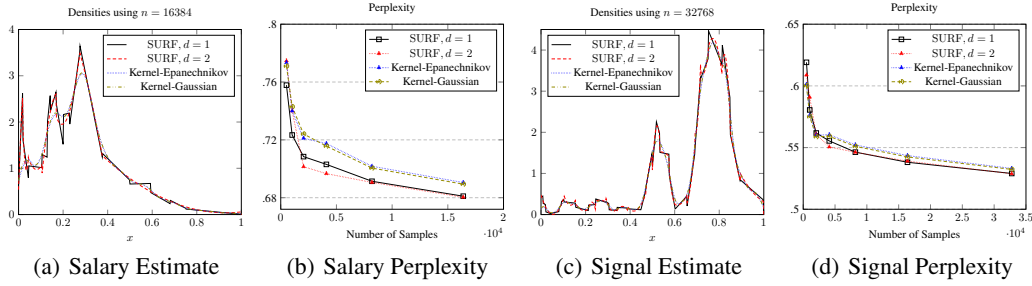 Densities using n = 16384
4
3
2
1
0
0 0.2 0.4 0.6 0.8 1
x
SURF, d = 1
SURF, d = 2
Kernel-Epanechnikov
Kernel-Gaussian
(a) Salary Estimate
Perplexity
.8
.76
.72
.68
0 0.5 1 1.5 2
·10⁴
Number of Samples
SURF, d = 1
SURF, d = 2
Kernel-Epanechnikov
Kernel-Gaussian
(b) Salary Perplexity
Densities using n = 32768
4
3
2
1
0
0 0.2 0.4 0.6 0.8 1
x
SURF, d = 1
SURF, d = 2
Kernel-Epanechnikov
Kernel-Gaussian
(c) Signal Estimate
Perplexity
.65
.6
.55
.5
0 0.5 1 1.5 2 2.5 3 3.5
·10⁴
Number of Samples
SURF, d = 1
SURF, d = 2
Kernel-Epanechnikov
Kernel-Gaussian
(d) Signal Perplexity